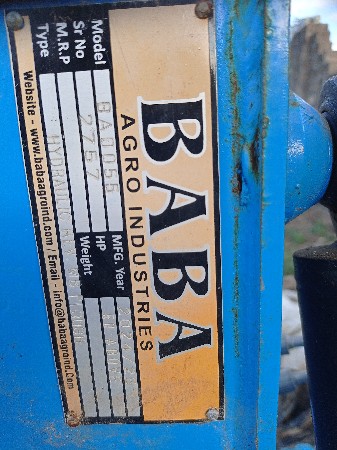 BABA
AGRO INDUSTRIES
Model BA0055 MFG. Year
Sr No 2757 HP
M.R.P Weight
Type HYDRAULIC
Website - www.babaagroind.com / Email - info@babaagroind.Com